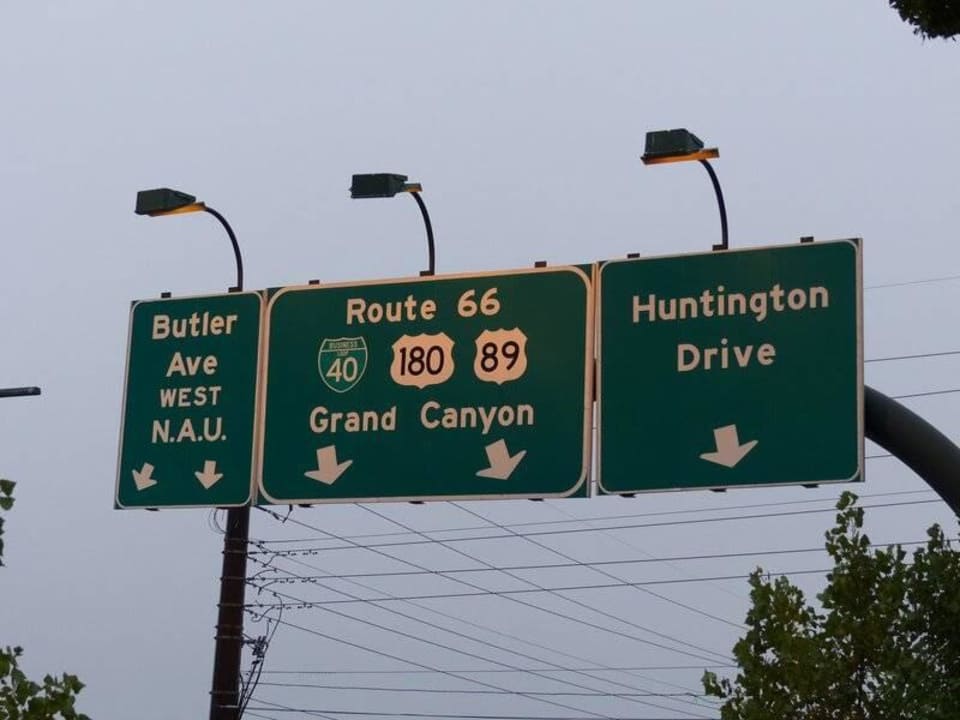 Butler
Ave
WEST
N.A.U.
Route 66
BUSINESS
LOOP
40
180
89
Grand Canyon
Huntington
Drive